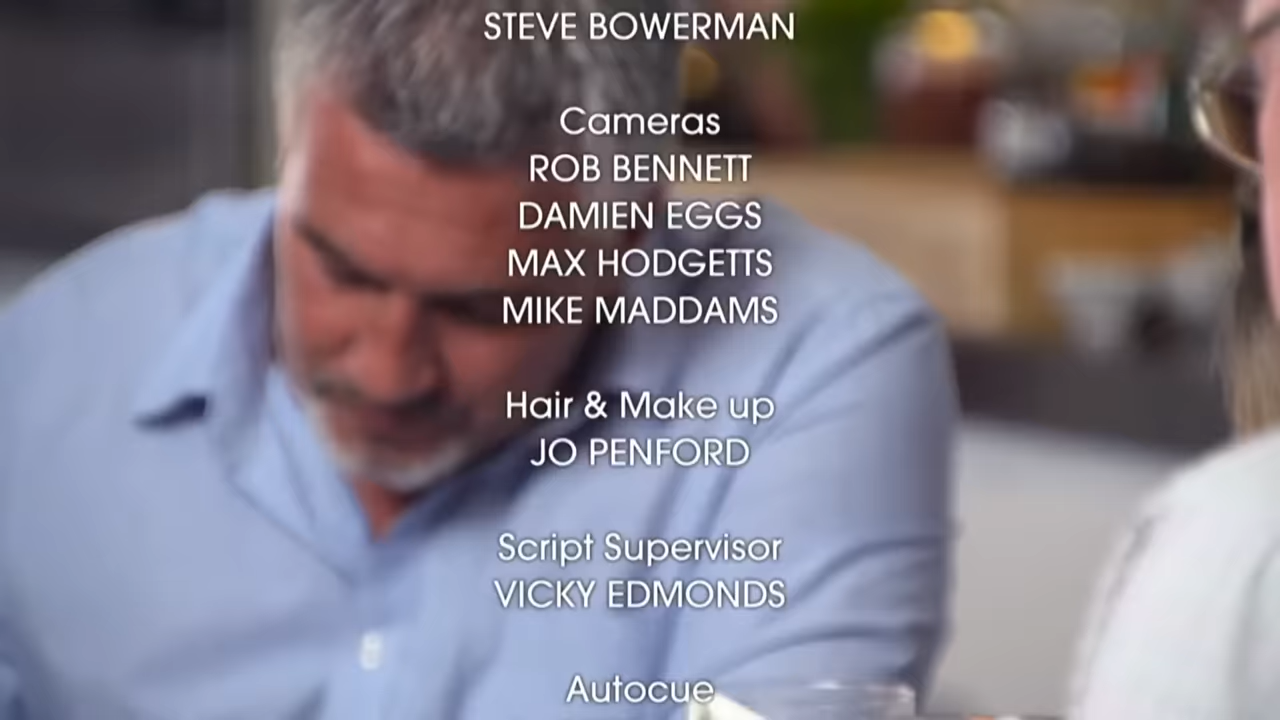 STEVE BOWERMAN
Cameras
ROB BENNETT
DAMIEN EGGS
MAX HODGETTS
MIKE MADDAMS
Hair & Make up
JO PENFORD
Script Supervisor
VICKY EDMONDS
Autocue